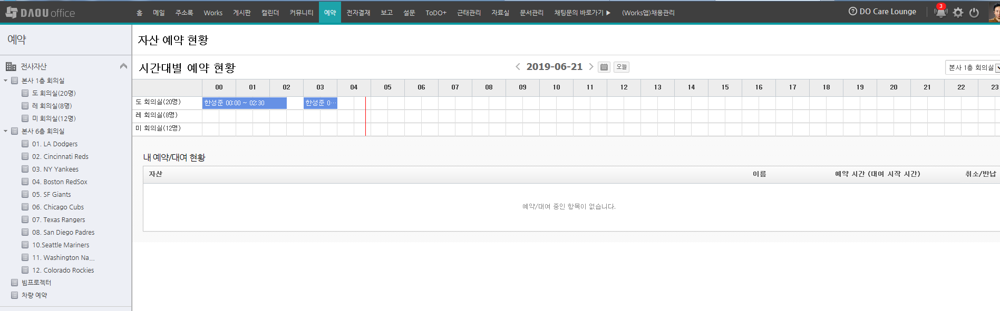 DAOU office 홈 메일 주소록 Works 게시판 캘린더 커뮤니티 예약 전자결재 보고 설문 ToDO+ 근태관리 자료실 문서관리 채팅문의 바로가기 ▶ (Works앱)채용관리 ? DO Care Lounge 3
예약
전사자산
본사 1층 회의실
도 회의실(20명)
레 회의실(8명)
미 회의실(12명)
본사 6층 회의실
01. LA Dodgers
02. Cincinnati Reds
03. NY Yankees
04. Boston RedSox
05. SF Giants
06. Chicago Cubs
07. Texas Rangers
08. San Diego Padres
10.Seattle Mariners
11. Washington Na...
12. Colorado Rockies
빔프로젝터
차량 예약
자산 예약 현황
시간대별 예약 현황 < 2019-06-21 > 오늘 본사 1층 회의실
00 01 02 03 04 05 06 07 08 09 10 11 12 13 14 15 16 17 18 19 20 21 22 23
도 회의실(20명) 한성준 00:00 ~ 02:30 한성준 0...
레 회의실(8명)
미 회의실(12명)
내 예약/대여 현황
자산 이름 예약 시간 (대여 시작 시간) 취소/반납
예약/대여 중인 항목이 없습니다.